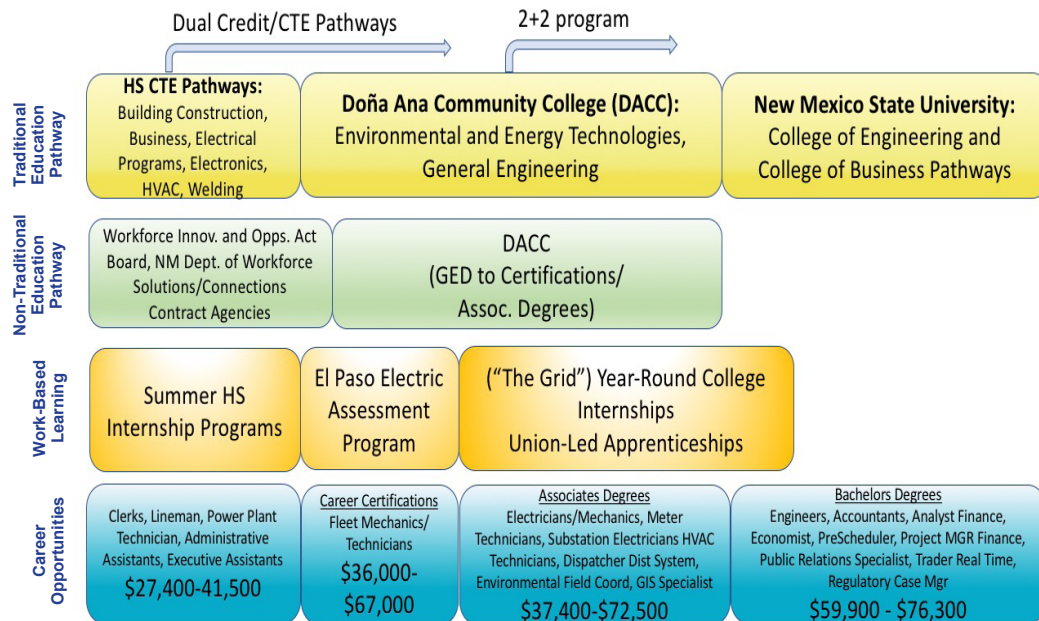 Dual Credit/CTE Pathways
2+2 program
Traditional
Education
Pathway
HS CTE Pathways:
Building Construction,
Business, Electrical
Programs, Electronics,
HVAC, Welding
Doña Ana Community College (DACC):
Environmental and Energy Technologies,
General Engineering
New Mexico State University:
College of Engineering and
College of Business Pathways
Non-Traditional
Education
Pathway
Workforce Innov. and Opps. Act
Board, NM Dept. of Workforce
Solutions/Connections
Contract Agencies
DACC
(GED to Certifications/
Assoc. Degrees)
Work-Based
Learning
Summer HS
Internship Programs
El Paso Electric
Assessment
Program
("The Grid") Year-Round College
Internships
Union-Led Apprenticeships
Career
Opportunities
Clerks, Lineman, Power Plant
Technician, Administrative
Assistants, Executive Assistants
$27,400-41,500
Career Certifications
Fleet Mechanics/
Technicians
$36,000-
$67,000
Associates Degrees
Electricians/Mechanics, Meter
Technicians, Substation Electricians HVAC
Technicians, Dispatcher Dist System,
Environmental Field Coord, GIS Specialist
$37,400-$72,500
Bachelors Degrees
Engineers, Accountants, Analyst Finance,
Economist, PreScheduler, Project MGR Finance,
Public Relations Specialist, Trader Real Time,
Regulatory Case Mgr
$59,900 - $76,300